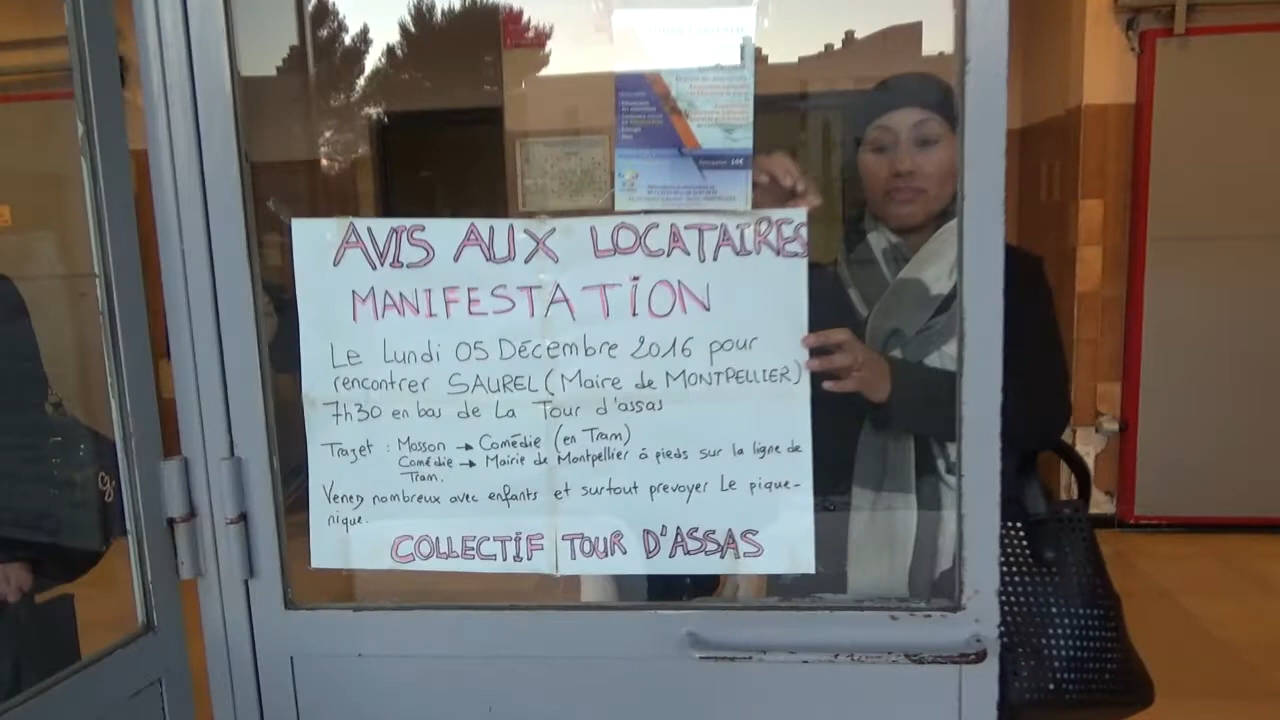 AVIS AUX LOCATAIRES
MANIFESTATION
Le Lundi 05 Décembre 2016 pour
rencontrer SAUREL (Maire de MONTPELLIER)
7h30 en bas de La Tour d'assas
Trajet : Mosson → Comédie (en Tram)
Comédie → Mairie de Montpellier à pieds sur la ligne de
Tram.
Venez nombreux avec enfants et surtout prevoyer Le pique-
nique.
COLLECTIF TOUR D'ASSAS